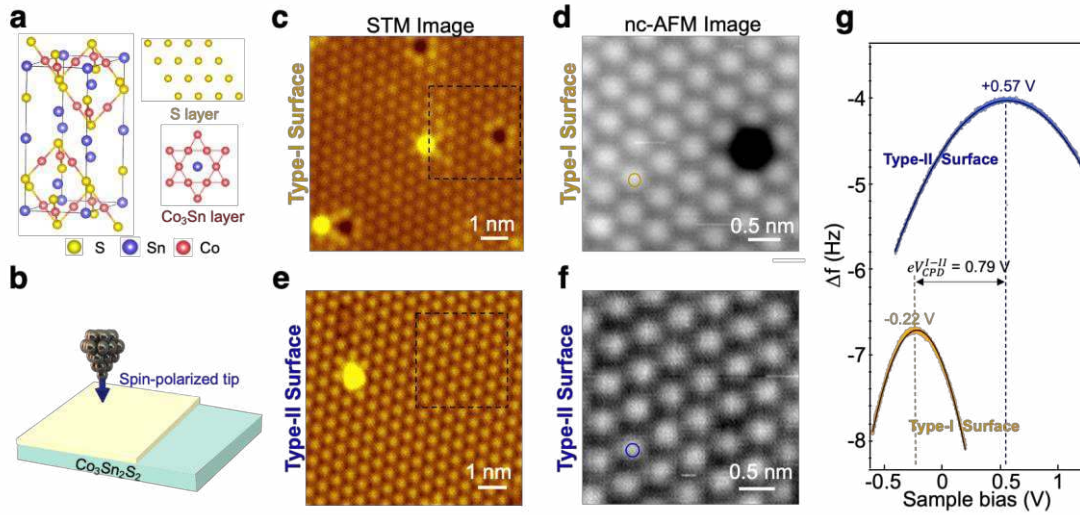 a
S layer
Co₃Sn layer
S Sn Co
b
Spin-polarized tip
Co₃Sn₂S₂
c
STM Image
Type-I Surface
1 nm
d
nc-AFM Image
Type-I Surface
0.5 nm
e
Type-II Surface
1 nm
f
Type-II Surface
0.5 nm
g
-4
-5
-6
-7
-8
Δf (Hz)
+0.57 V
Type-II Surface
eV_CPD^I−II = 0.79 V
-0.22 V
Type-I Surface
-0.5 0 0.5 1
Sample bias (V)